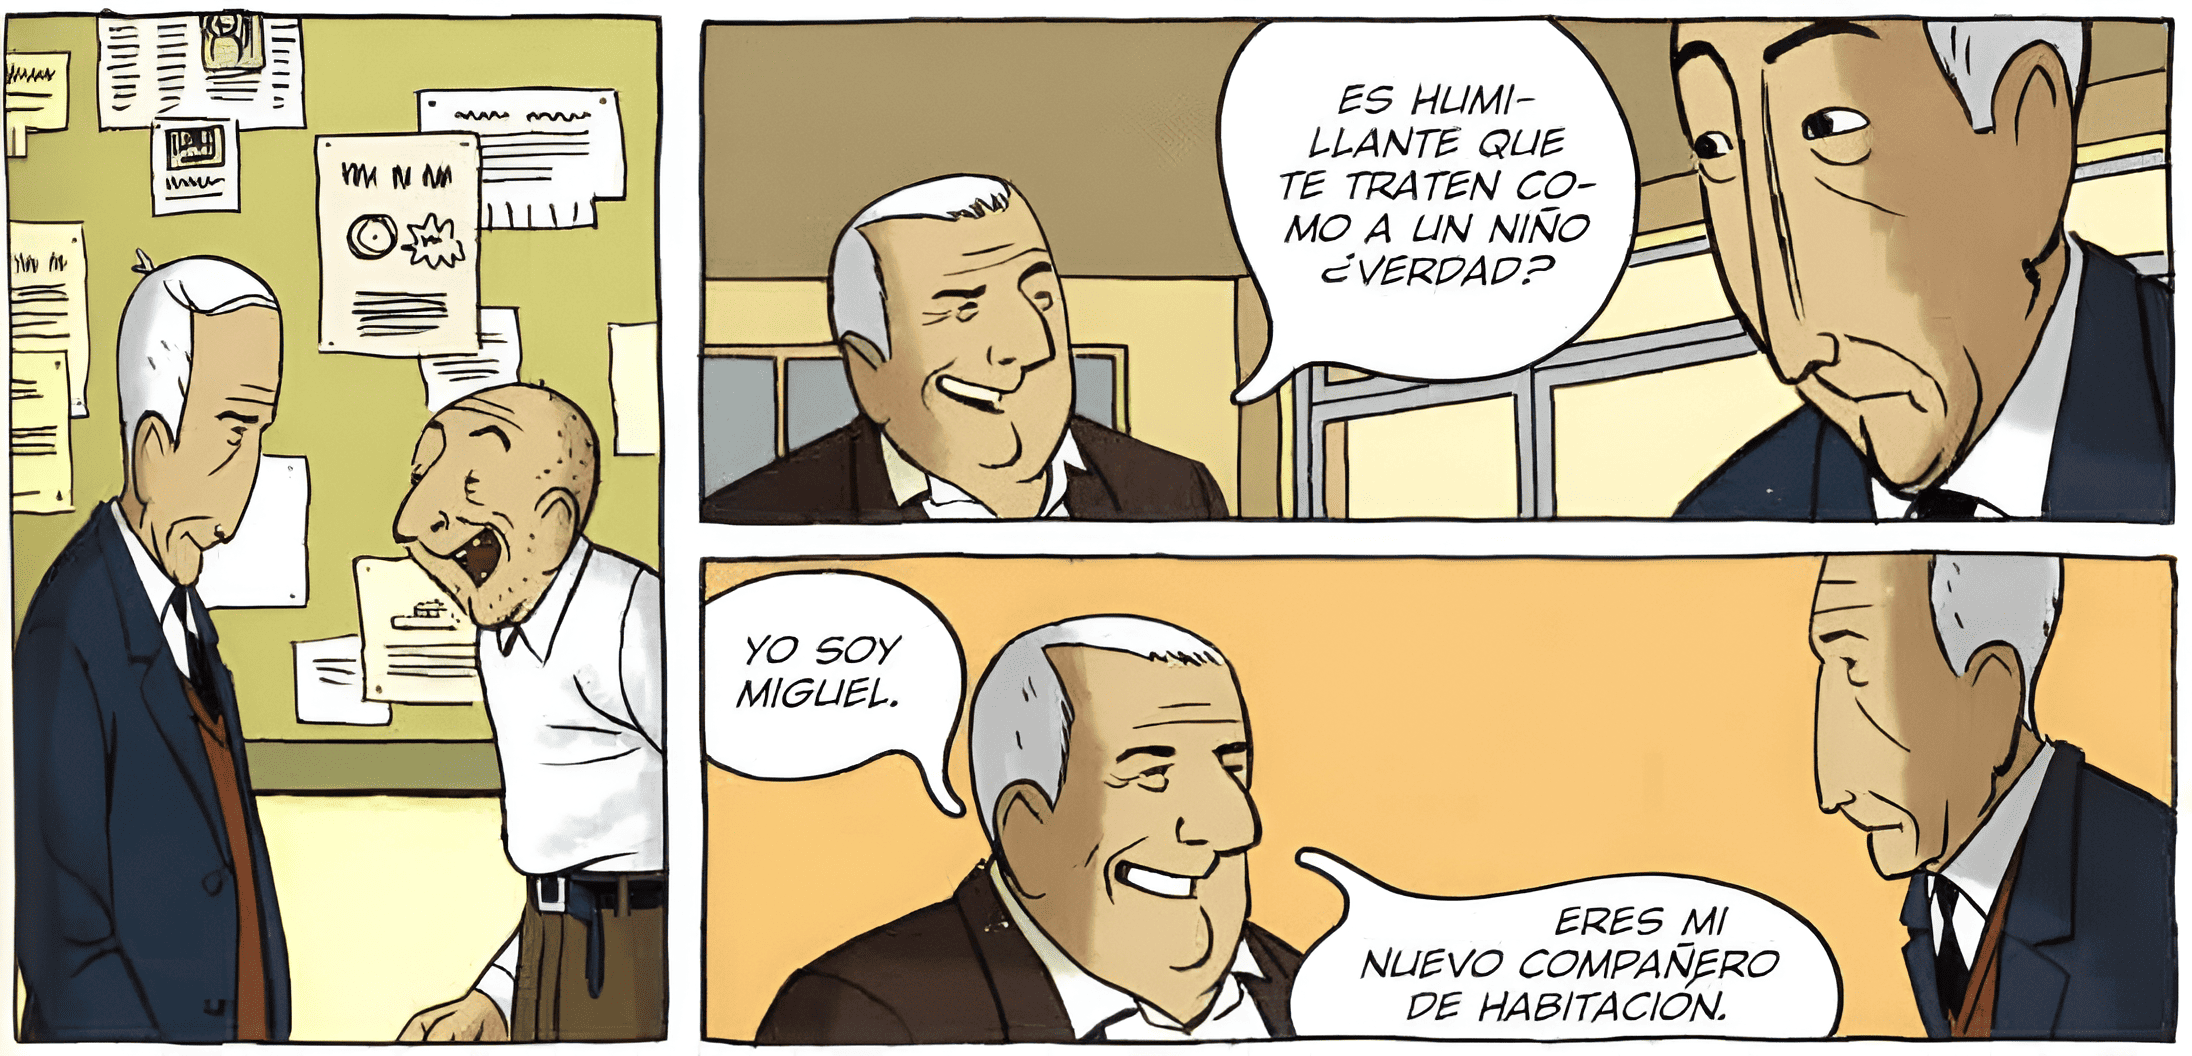 ES HUMI-
LLANTE QUE
TE TRATEN CO-
MO A UN NIÑO
¿VERDAD?
YO SOY
MIGUEL.
ERES MI
NUEVO COMPAÑERO
DE HABITACIÓN.